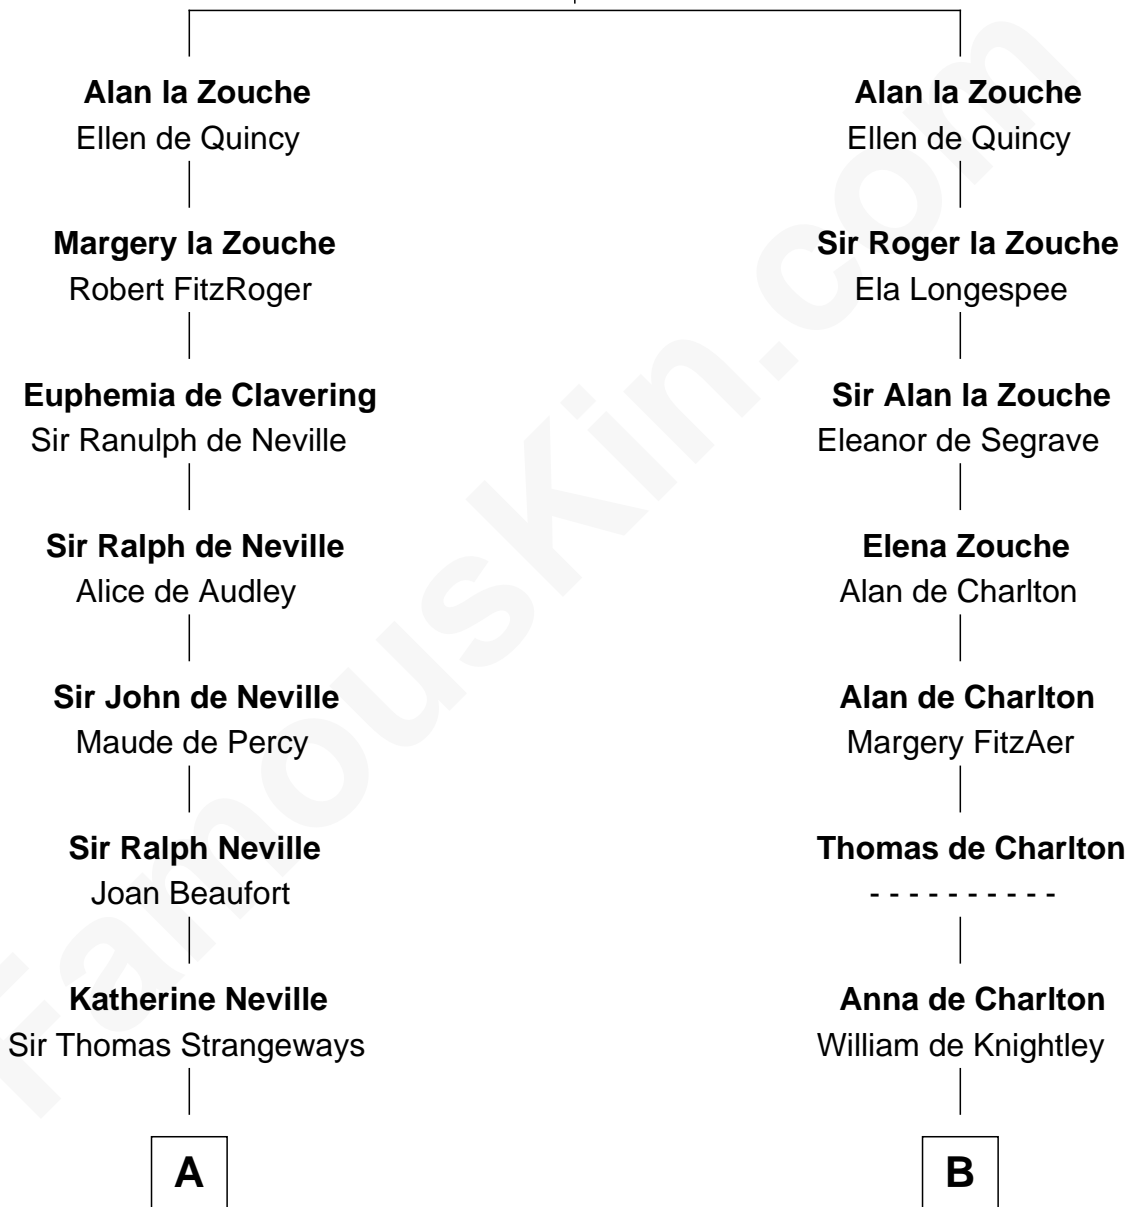 Alan la Zouche
Ellen de Quincy
Margery la Zouche
Robert FitzRoger
Euphemia de Clavering
Sir Ranulph de Neville
Sir Ralph de Neville
Alice de Audley
Sir John de Neville
Maude de Percy
Sir Ralph Neville
Joan Beaufort
Katherine Neville
Sir Thomas Strangeways
A
Alan la Zouche
Ellen de Quincy
Sir Roger la Zouche
Ela Longespee
Sir Alan la Zouche
Eleanor de Segrave
Elena Zouche
Alan de Charlton
Alan de Charlton
Margery FitzAer
Thomas de Charlton
- - - - - - - - - -
Anna de Charlton
William de Knightley
B
FamousKin.com